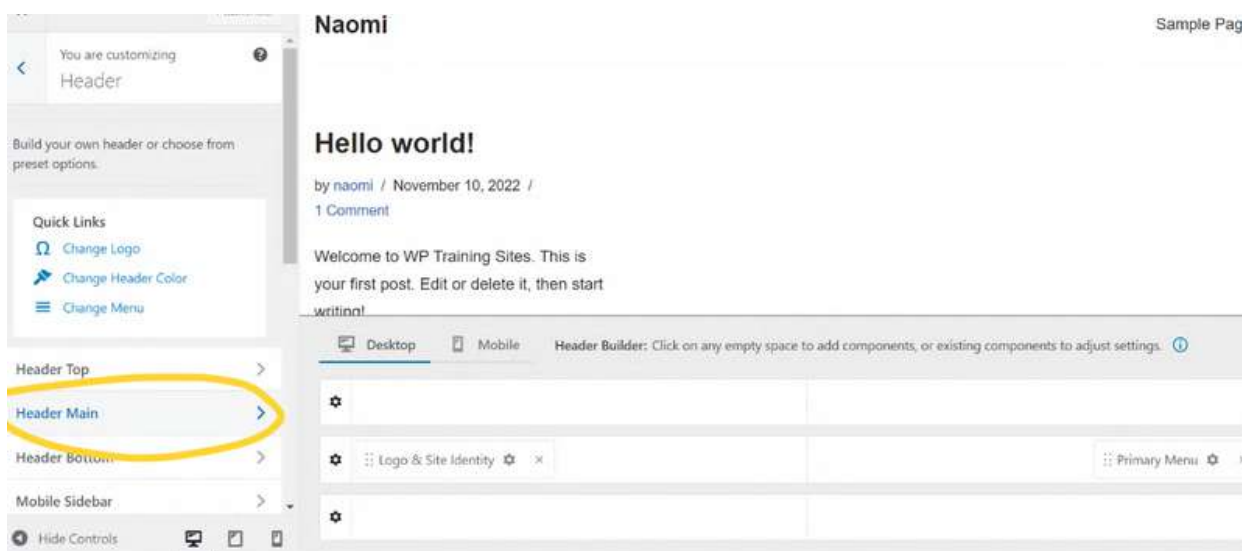 You are customizing
Header
Build your own header or choose from
preset options.
Quick Links
Change Logo
Change Header Color
Change Menu
Header Top
Header Main
Header Bottom
Mobile Sidebar
Hide Controls
Naomi
Sample Pag
Hello world!
by naomi / November 10, 2022 /
1 Comment
Welcome to WP Training Sites. This is
your first post. Edit or delete it, then start
writing!
Desktop Mobile Header Builder: Click on any empty space to add components, or existing components to adjust settings.
Logo & Site Identity ×
Primary Menu